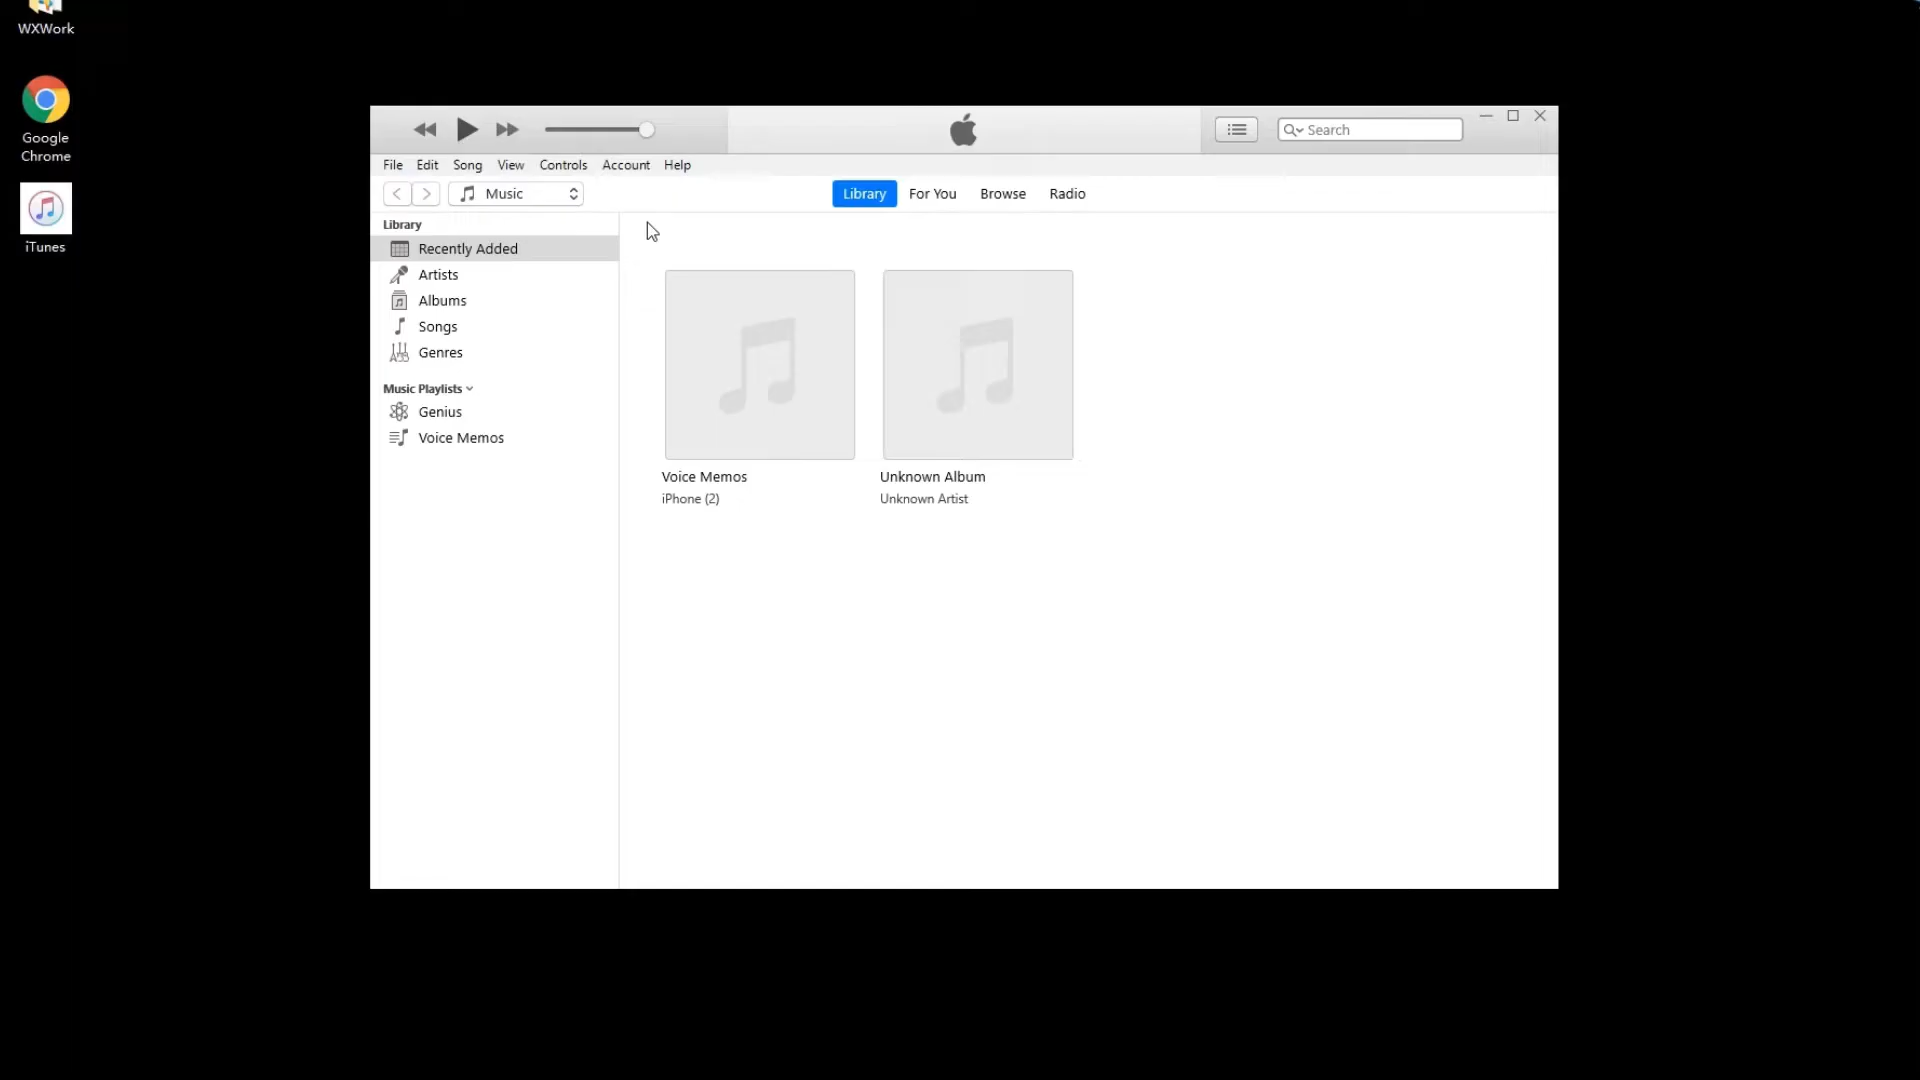 WXWork
Google
Chrome
iTunes
Search
File Edit Song View Controls Account Help
Music
Library For You Browse Radio
Library
Recently Added
Artists
Albums
Songs
Genres
Music Playlists
Genius
Voice Memos
Voice Memos
iPhone (2)
Unknown Album
Unknown Artist